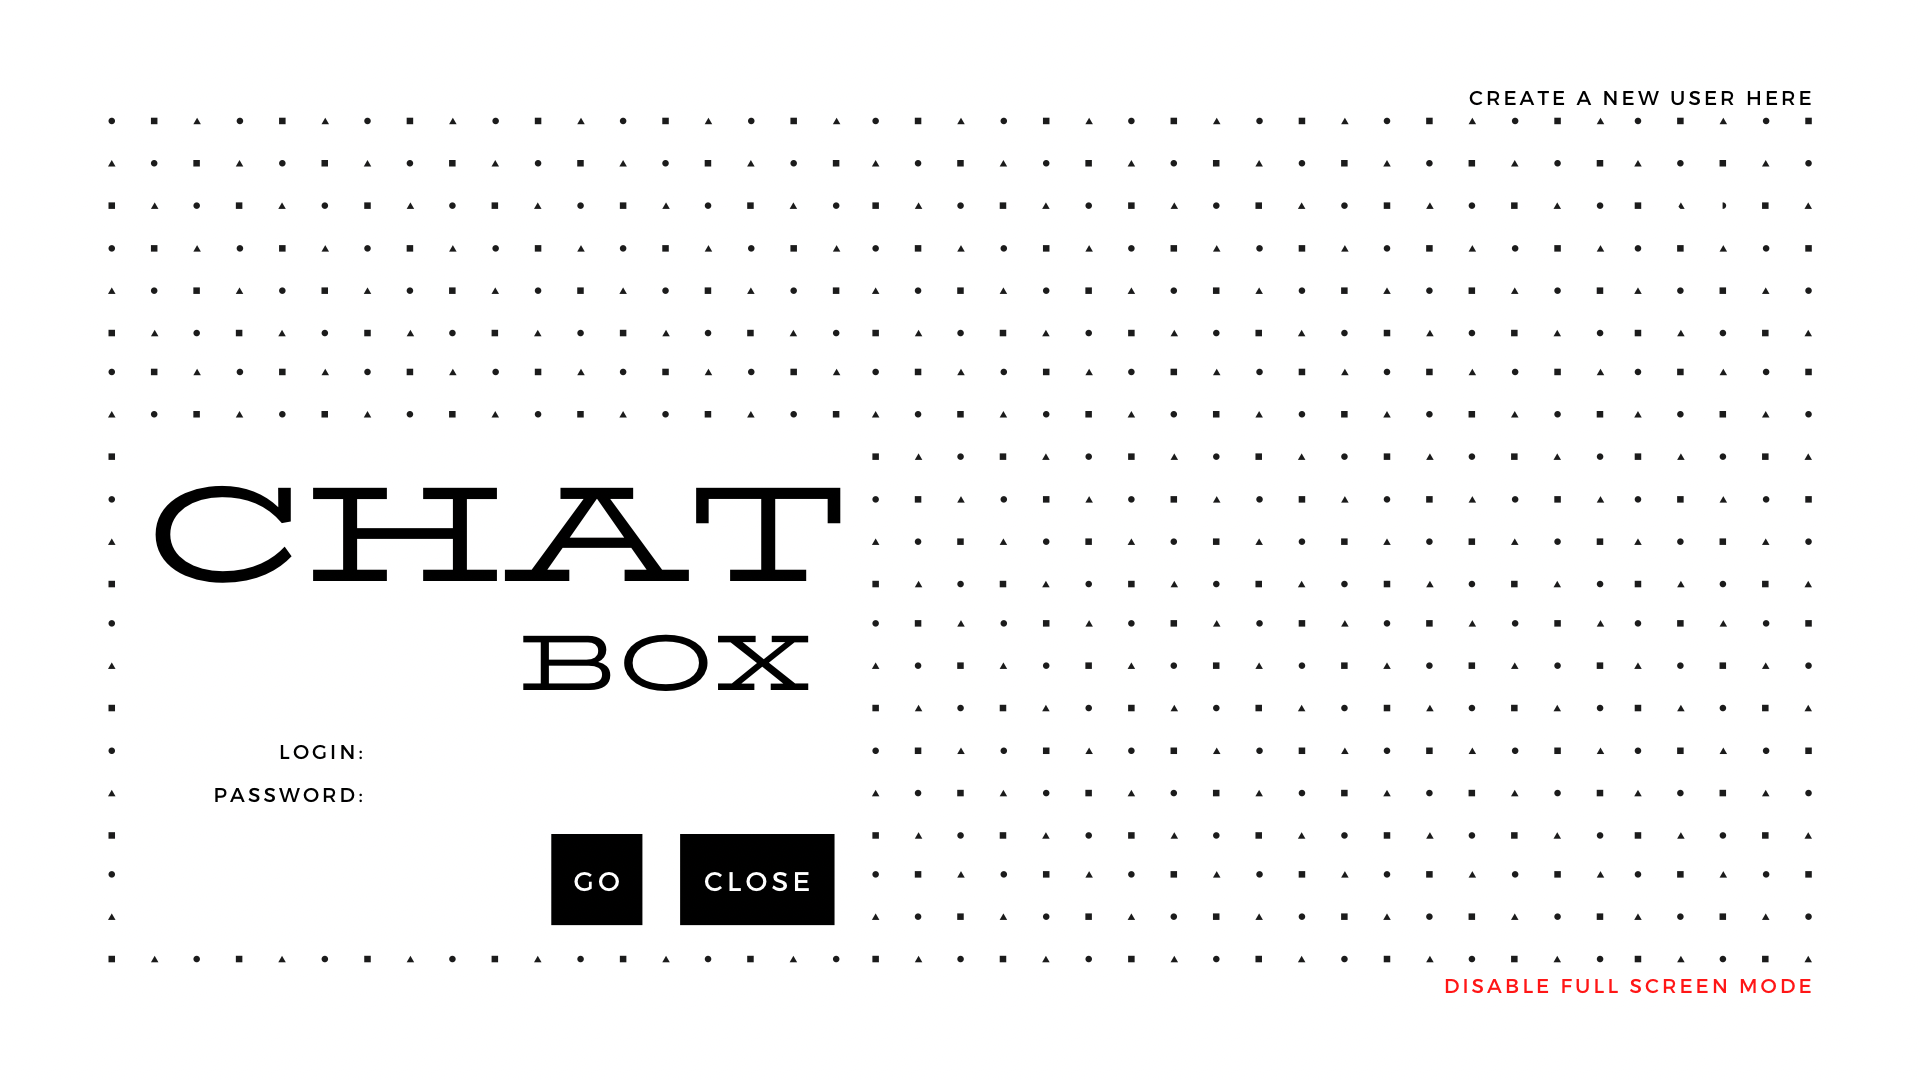 CREATE A NEW USER HERE
CHAT
BOX
LOGIN:
PASSWORD:
GO CLOSE
DISABLE FULL SCREEN MODE